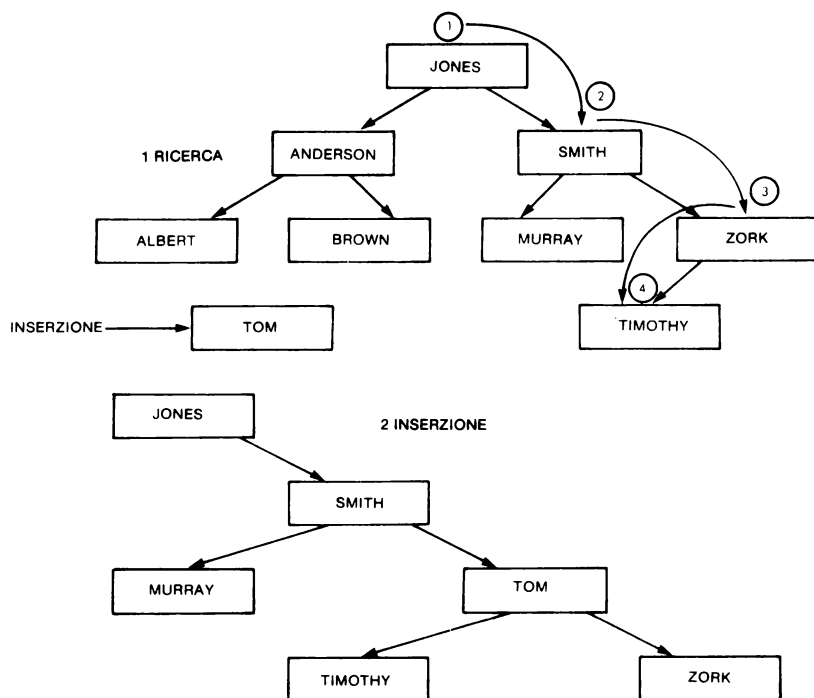 1
JONES
2
1 RICERCA
ANDERSON
SMITH
3
ALBERT
BROWN
MURRAY
ZORK
4
INSERZIONE
TOM
TIMOTHY
JONES
2 INSERZIONE
SMITH
MURRAY
TOM
TIMOTHY
ZORK